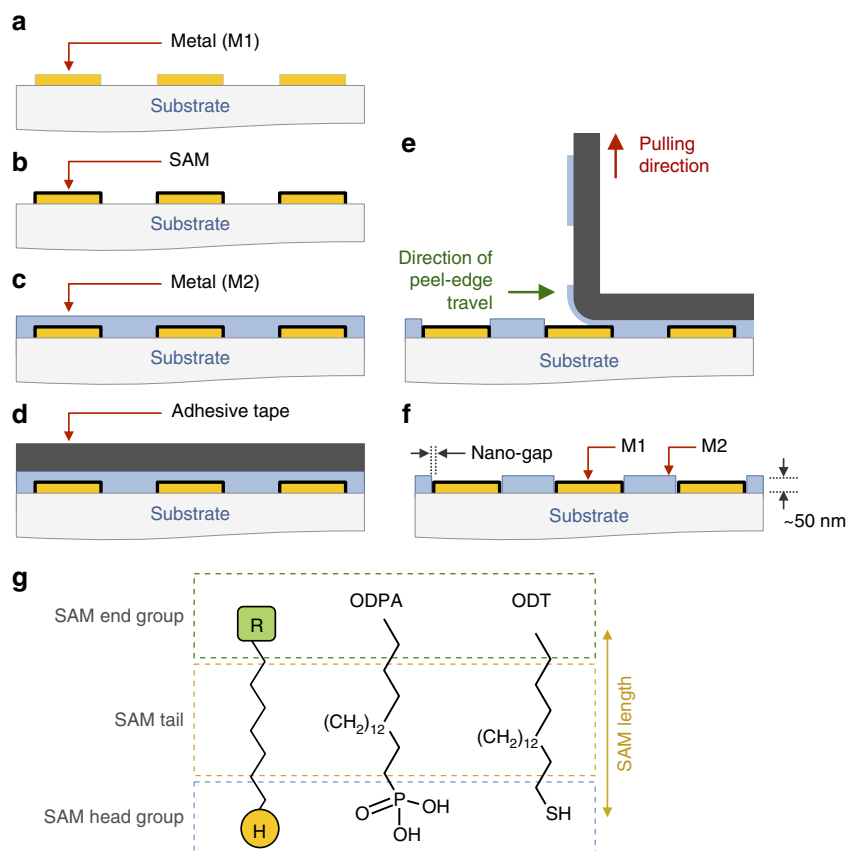 a
Metal (M1)
Substrate
b
SAM
Substrate
c
Metal (M2)
Substrate
d
Adhesive tape
Substrate
e
Pulling
direction
Direction of
peel-edge
travel
Substrate
f
Nano-gap
M1
M2
Substrate
~50 nm
g
SAM end group
R
ODPA
ODT
SAM tail
(CH2)12
(CH2)12
SAM length
SAM head group
H
O
P
OH
OH
SH